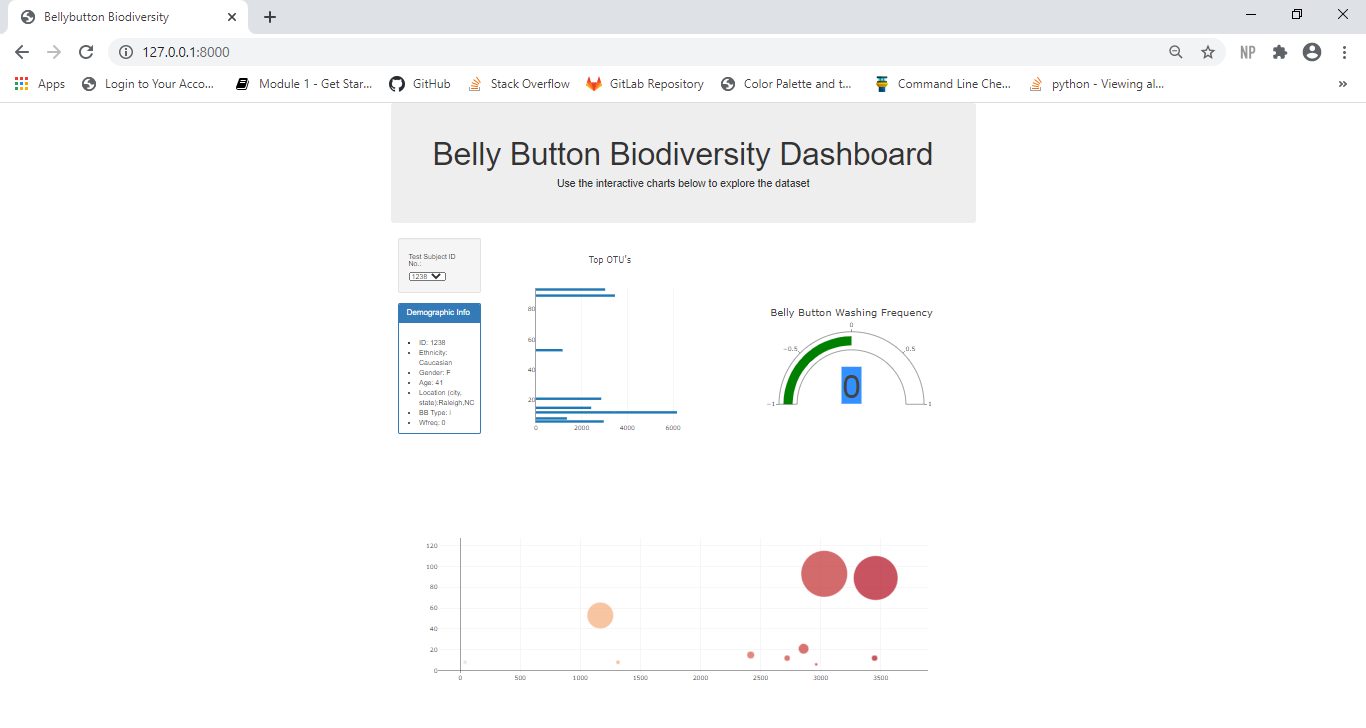 Bellybutton Biodiversity
127.0.0.1:8000
NP
Apps
Login to Your Acco...
Module 1 - Get Star...
GitHub
Stack Overflow
GitLab Repository
Color Palette and t...
Command Line Che...
python - Viewing al...
»
Belly Button Biodiversity Dashboard
Use the interactive charts below to explore the dataset
Test Subject ID
No.:
1238
Demographic Info
ID: 1238
Ethnicity:
Caucasian
Gender: F
Age: 41
Location (city,
state):Raleigh,NC
BB Type: I
Wfreq: 0
Top OTU's
80
60
40
20
0
2000
4000
6000
Belly Button Washing Frequency
0
−0.5
0.5
−1
1
0
120
100
80
60
40
20
0
0
500
1000
1500
2000
2500
3000
3500